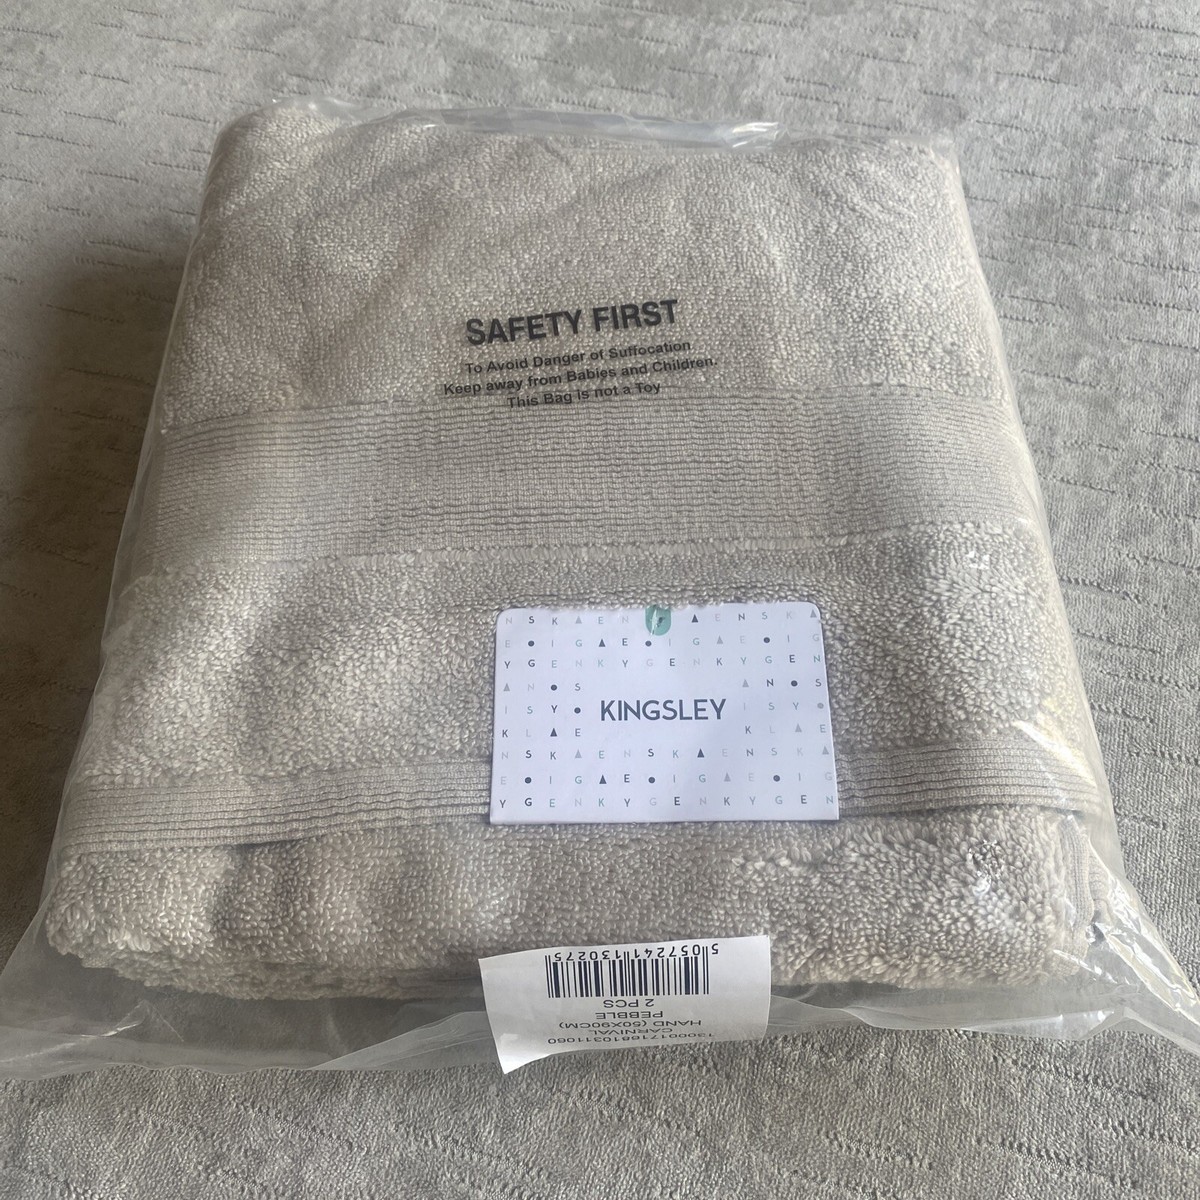 SAFETY FIRST
To Avoid Danger of Suffocation
Keep away from Babies and Children.
This Bag is not a Toy
N S K ▲ E N ▲ E N S K ▲
E • I G ▲ E • I G ▲ E • I G
Y G E N K Y G E N K Y G E N
▲ N • S ▲ N • S
I S Y • I S Y •
KINGSLEY
K L ▲ E K L ▲ E
N S K ▲ E N S K ▲ E N S K ▲
E • I G ▲ E • I G ▲ E • I G
Y G E N K Y G E N K Y G E N
CARNIVAL
HAND (50X90CM)
PEBBLE
2 PCS
5 057241 130275